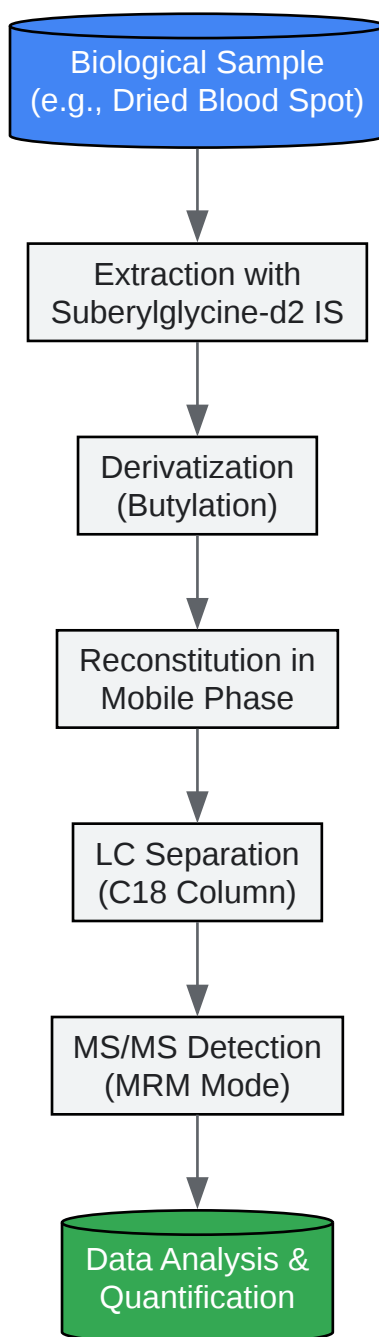 Biological Sample
(e.g., Dried Blood Spot)
Extraction with
Suberylglycine-d2 IS
Derivatization
(Butylation)
Reconstitution in
Mobile Phase
LC Separation
(C18 Column)
MS/MS Detection
(MRM Mode)
Data Analysis &
Quantification